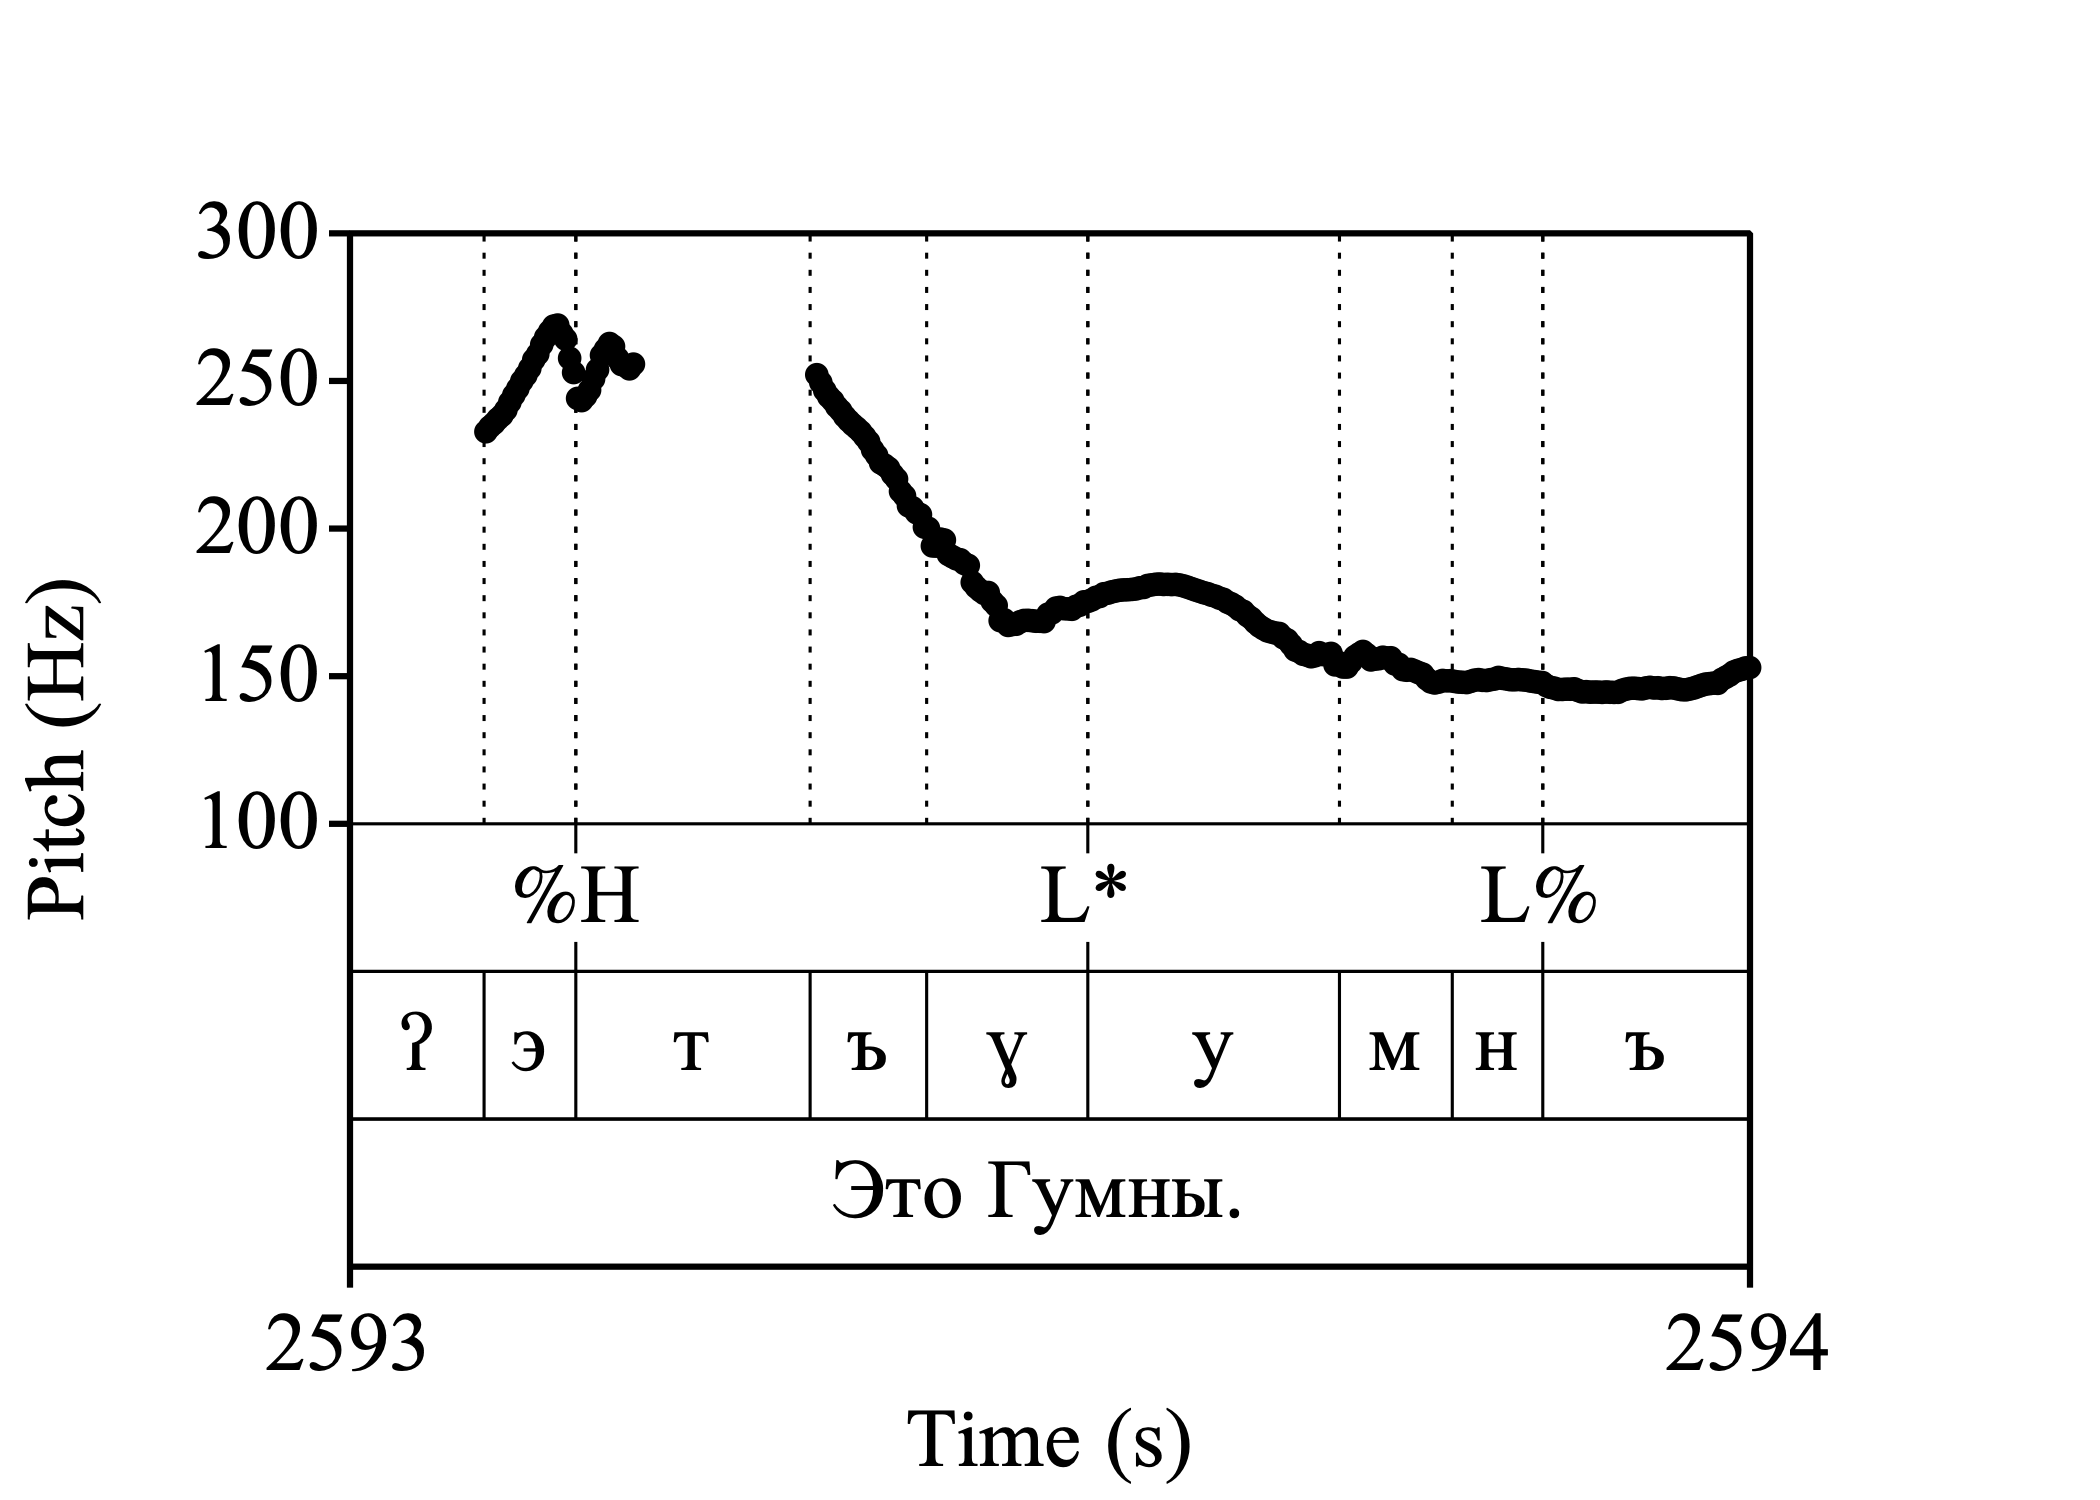 300
250
200
150
100
Pitch (Hz)
%H L* L%
ʔ э т ъ ɣ у м н ъ
Это Гумны.
2593 2594
Time (s)